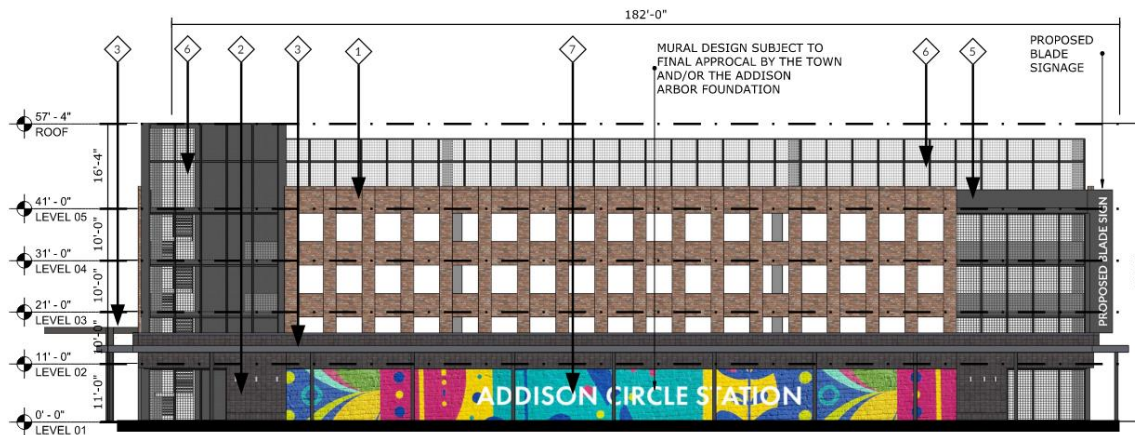 182'-0"
3
6
2
3
1
7
MURAL DESIGN SUBJECT TO
FINAL APPROCAL BY THE TOWN
AND/OR THE ADDISON
ARBOR FOUNDATION
6
5
PROPOSED
BLADE
SIGNAGE
57' - 4"
ROOF
16'-4"
41' - 0"
LEVEL 05
10'-0"
31' - 0"
LEVEL 04
10'-0"
21' - 0"
LEVEL 03
10'-0"
11' - 0"
LEVEL 02
11'-0"
0' - 0"
LEVEL 01
PROPOSED BLADE SIGN
ADDISON CIRCLE STATION